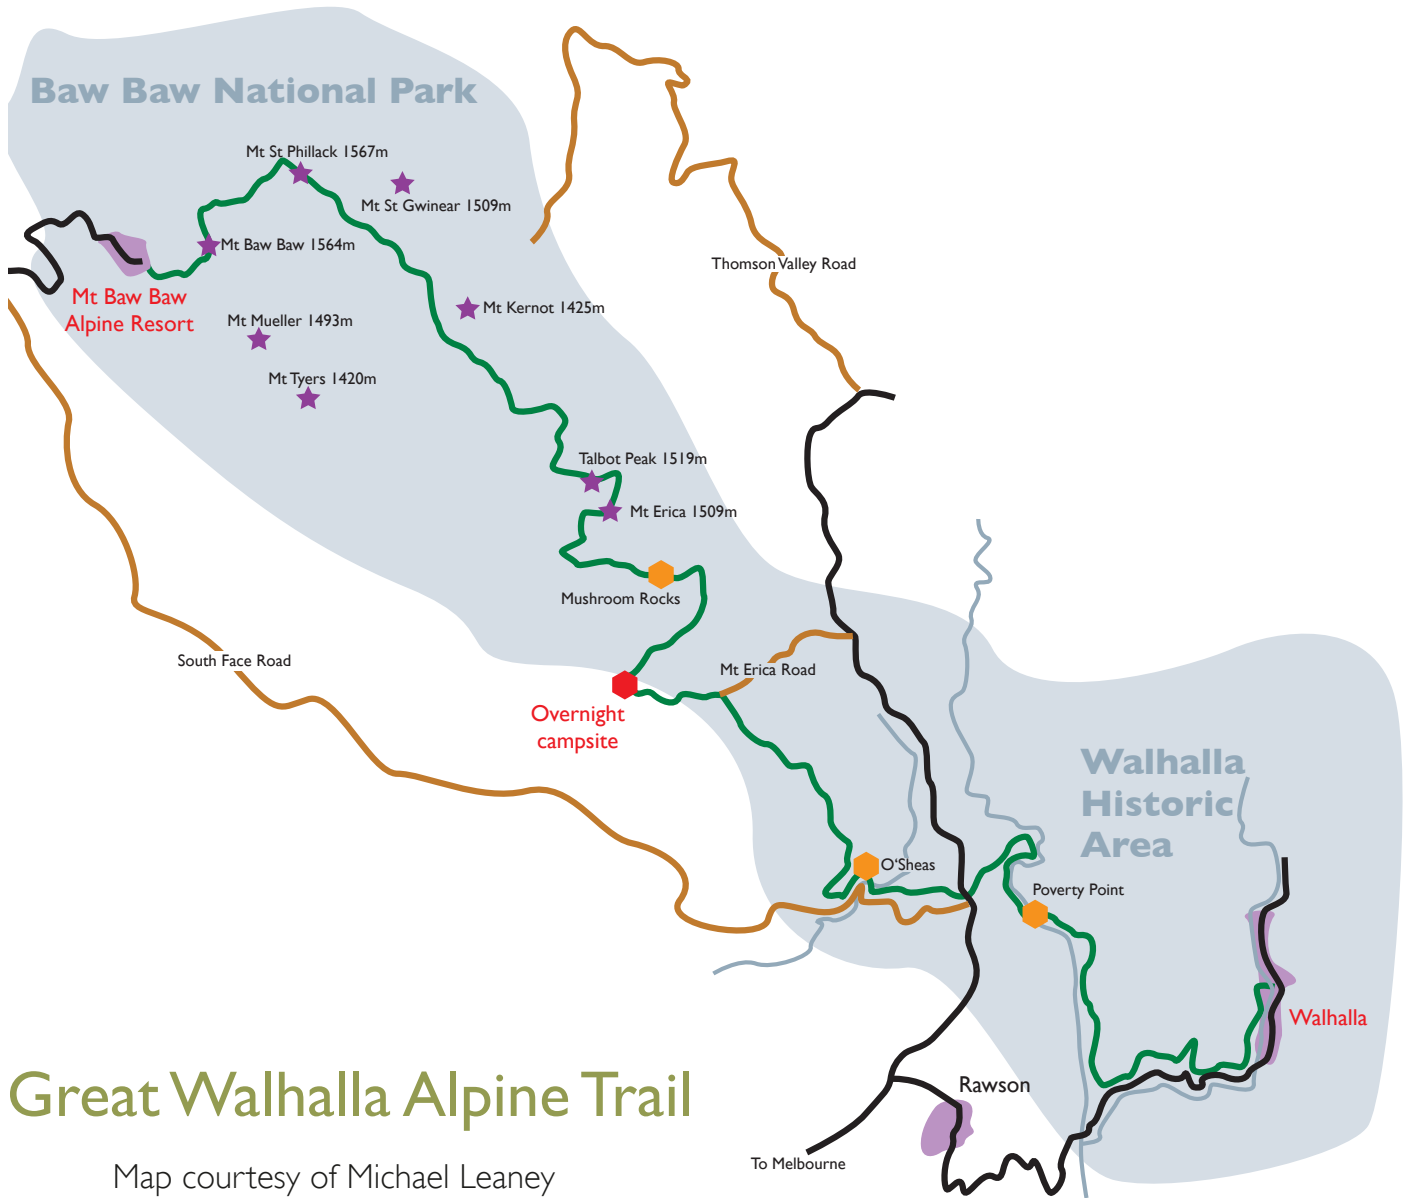 Baw Baw National Park
Mt St Phillack 1567m
Mt St Gwinear 1509m
Mt Baw Baw 1564m
Thomson Valley Road
Mt Baw Baw
Alpine Resort
Mt Kernot 1425m
Mt Mueller 1493m
Mt Tyers 1420m
Talbot Peak 1519m
Mt Erica 1509m
Mushroom Rocks
South Face Road
Mt Erica Road
Overnight
campsite
Walhalla
Historic
Area
O'Sheas
Poverty Point
Walhalla
Great Walhalla Alpine Trail
Rawson
To Melbourne
Map courtesy of Michael Leaney